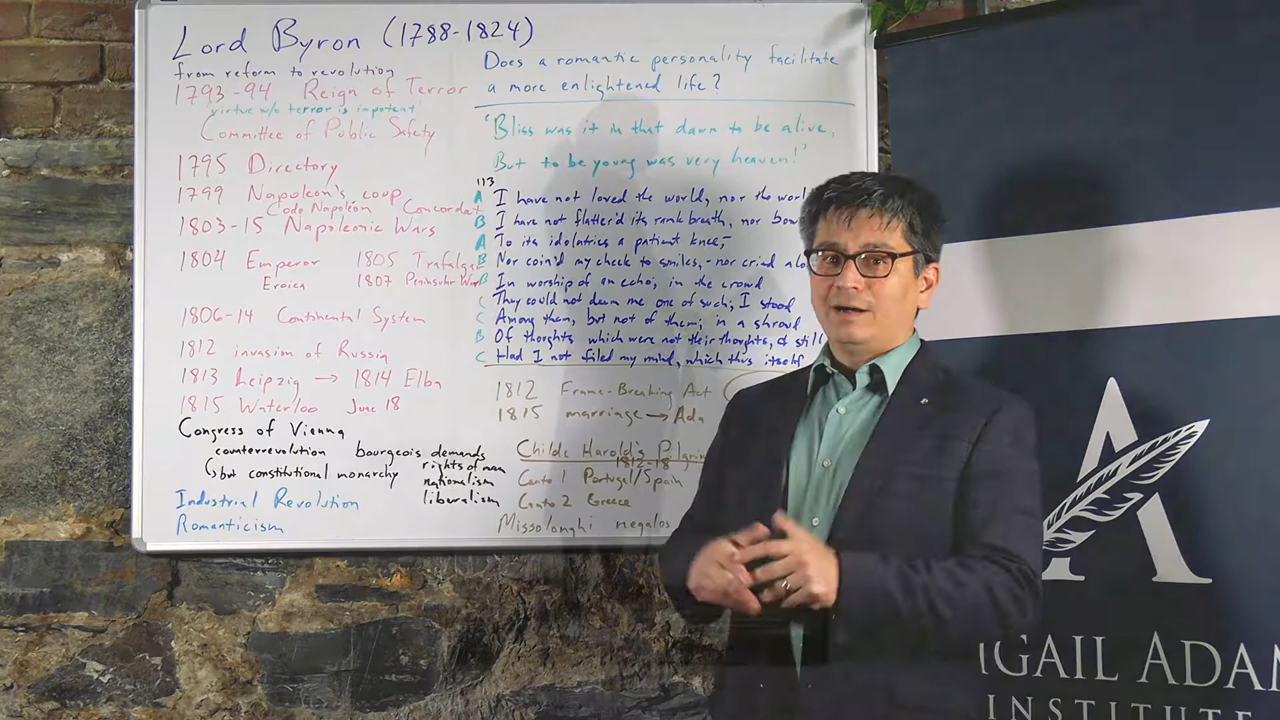 Lord Byron (1788-1824)
from reform to revolution
1793-94 Reign of Terror
'virtue w/o terror is impotent'
Committee of Public Safety
1795 Directory
1799 Napoleon's coup
Code Napoléon Concordat
1803-15 Napoleonic Wars
1804 Emperor 1805 Trafalga
Eroica 1807 Peninsular War
1806-14 Continental System
1812 invasion of Russia
1813 Leipzig → 1814 Elba
1815 Waterloo June 18
Congress of Vienna
counterrevolution bourgeois demands
↳ but constitutional monarchy rights of man
nationalism
liberalism
Industrial Revolution
Romanticism
Does a romantic personality facilitate
a more enlightened life?
'Bliss was it in that dawn to be alive,
But to be young was very heaven!'
113
A I have not loved the world, nor the worl
B I have not flatter'd its rank breath, nor bow
A To its idolatries a patient knee,-
B Nor coin'd my cheek to smiles,- nor cried alo
B In worship of an echo; in the crowd
C They could not deem me one of such; I stood
C Among them, but not of them; in a shroud
B Of thoughts which were not their thoughts, & still
C Had I not filed my mind, which thus itself
1812 Frame-Breaking Act
1815 marriage → Ada
Childe Harold's Pilgrim
1812-18
Canto 1 Portugal/Spain
Canto 2 Greece
Missolonghi negalos
A
IGAIL ADAM
INSTITUTE